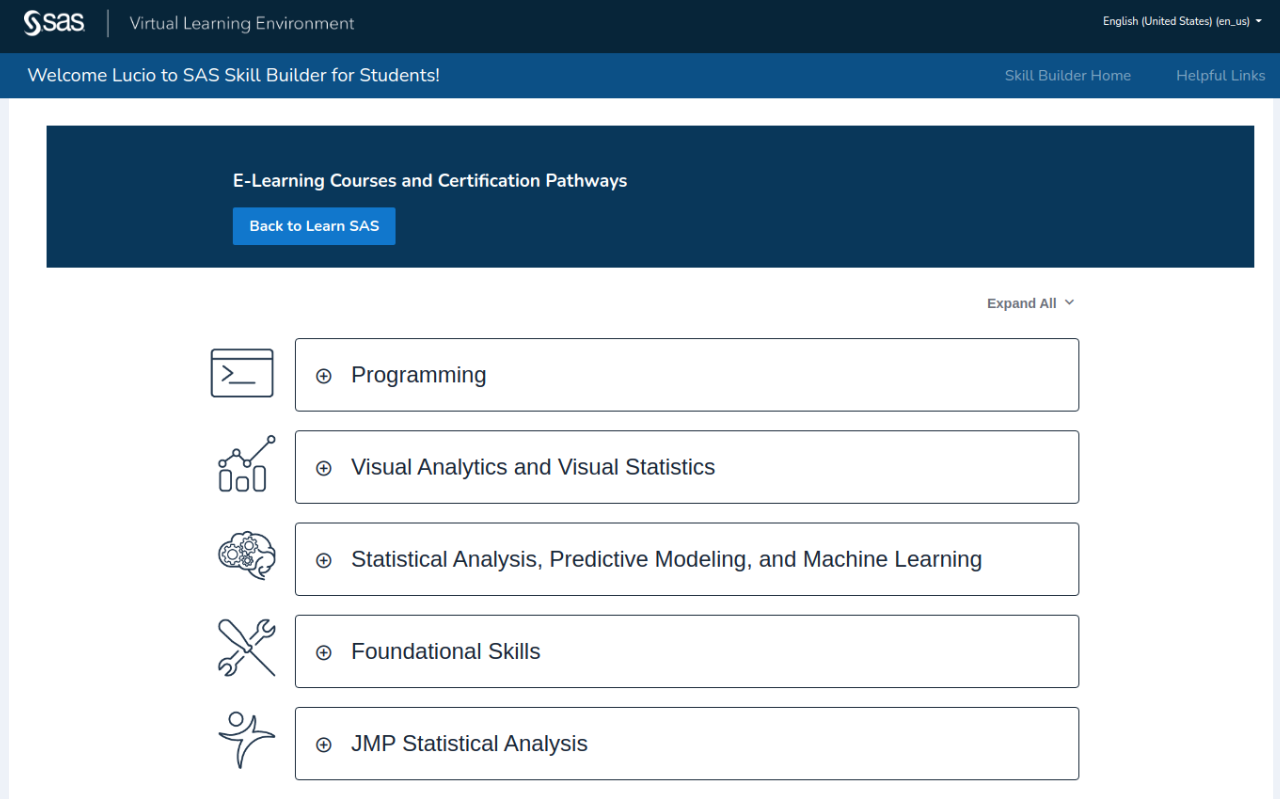 sas Virtual Learning Environment English (United States) (en_us)
Welcome Lucio to SAS Skill Builder for Students! Skill Builder Home Helpful Links
E-Learning Courses and Certification Pathways
Back to Learn SAS
Expand All
Programming
Visual Analytics and Visual Statistics
Statistical Analysis, Predictive Modeling, and Machine Learning
Foundational Skills
JMP Statistical Analysis